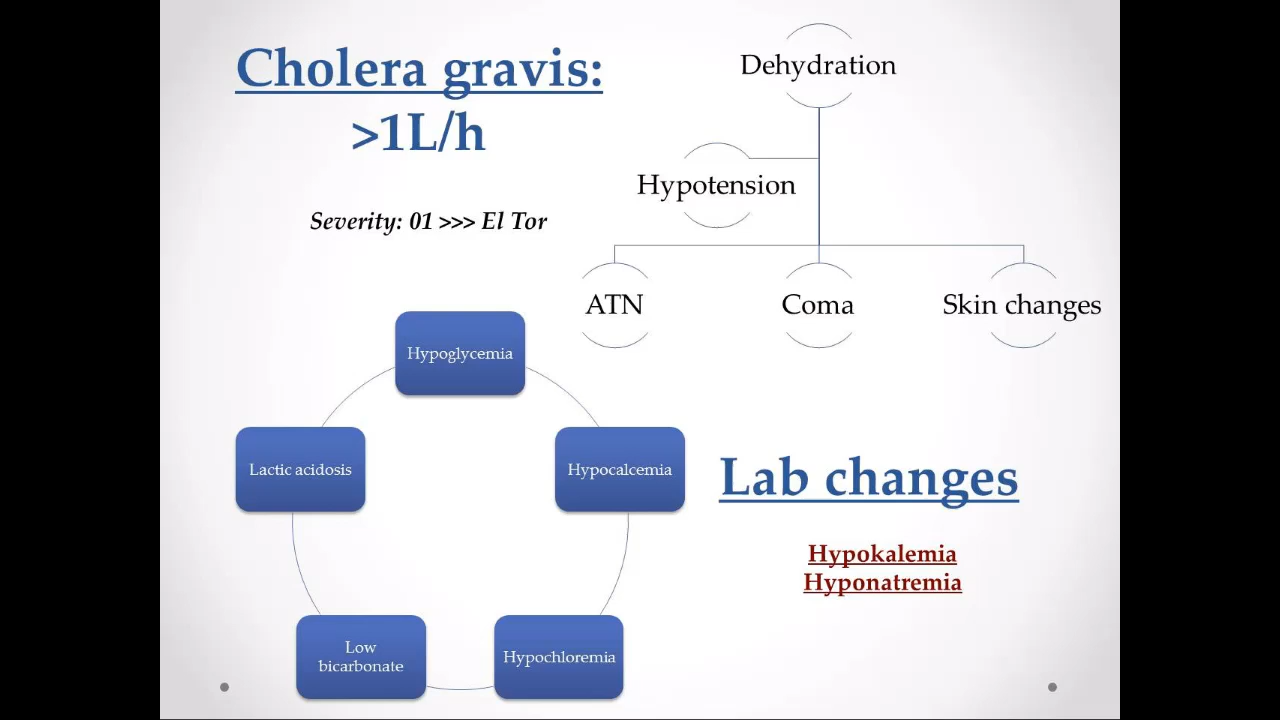 Cholera gravis:
>1L/h
Severity: 01 >>> El Tor
Dehydration
Hypotension
ATN
Coma
Skin changes
Hypoglycemia
Lactic acidosis
Hypocalcemia
Low
bicarbonate
Hypochloremia
Lab changes
Hypokalemia
Hyponatremia